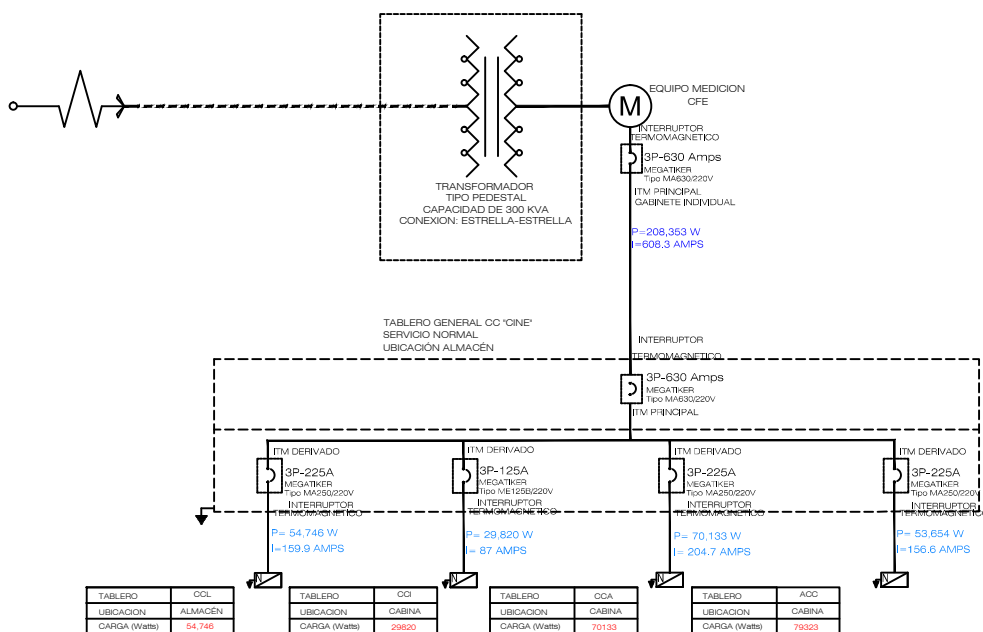 EQUIPO MEDICION
CFE
M
INTERRUPTOR
TERMOMAGNETICO
3P-630 Amps
MEGATIKER
Tipo MA630/220V
ITM PRINCIPAL
GABINETE INDIVIDUAL
TRANSFORMADOR
TIPO PEDESTAL
CAPACIDAD DE 300 KVA
CONEXION: ESTRELLA-ESTRELLA
P=208,353 W
I=608.3 AMPS
TABLERO GENERAL CC "CINE"
SERVICIO NORMAL
UBICACIÓN ALMACÉN
INTERRUPTOR
TERMOMAGNETICO
3P-630 Amps
MEGATIKER
Tipo MA630/220V
ITM PRINCIPAL
ITM DERIVADO
3P-225A
MEGATIKER
Tipo MA250/220V
INTERRUPTOR
TERMOMAGNETICO
P= 54,746 W
I=159.9 AMPS
N
ITM DERIVADO
3P-125A
MEGATIKER
Tipo ME125B/220V
INTERRUPTOR
TERMOMAGNETICO
P= 29,820 W
I= 87 AMPS
N
ITM DERIVADO
3P-225A
MEGATIKER
Tipo MA250/220V
INTERRUPTOR
TERMOMAGNETICO
P= 70,133 W
I= 204.7 AMPS
N
ITM DERIVADO
3P-225A
MEGATIKER
Tipo MA250/220V
INTERRUPTOR
TERMOMAGNETICO
P= 53,654 W
I=156.6 AMPS
N
TABLERO CCL
UBICACION ALMACÉN
CARGA (Watts) 54,746
TABLERO CCI
UBICACION CABINA
CARGA (Watts) 29820
TABLERO CCA
UBICACION CABINA
CARGA (Watts) 70133
TABLERO ACC
UBICACION CABINA
CARGA (Watts) 79323